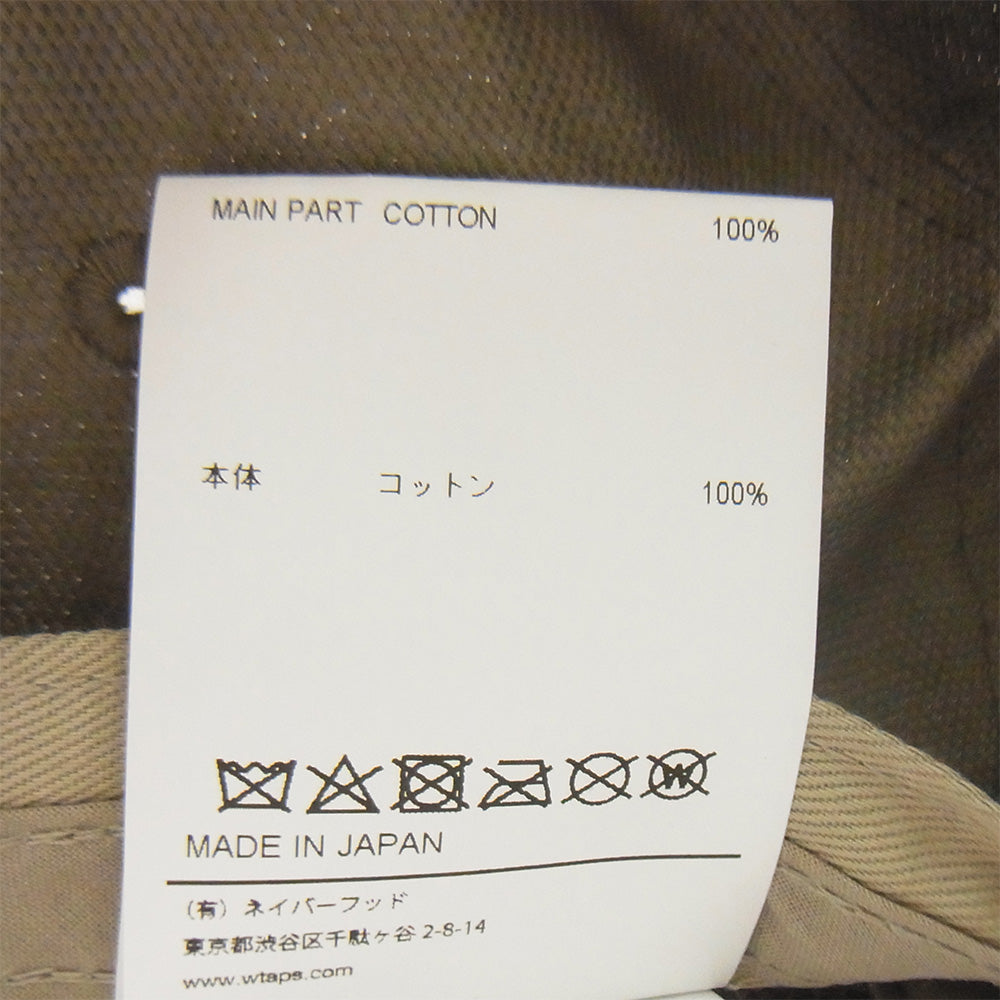 MAIN PART COTTON 100%
本体 コットン 100%
W
MADE IN JAPAN
(有) ネイバーフッド
東京都渋谷区千駄ヶ谷 2-8-14
www.wtaps.com